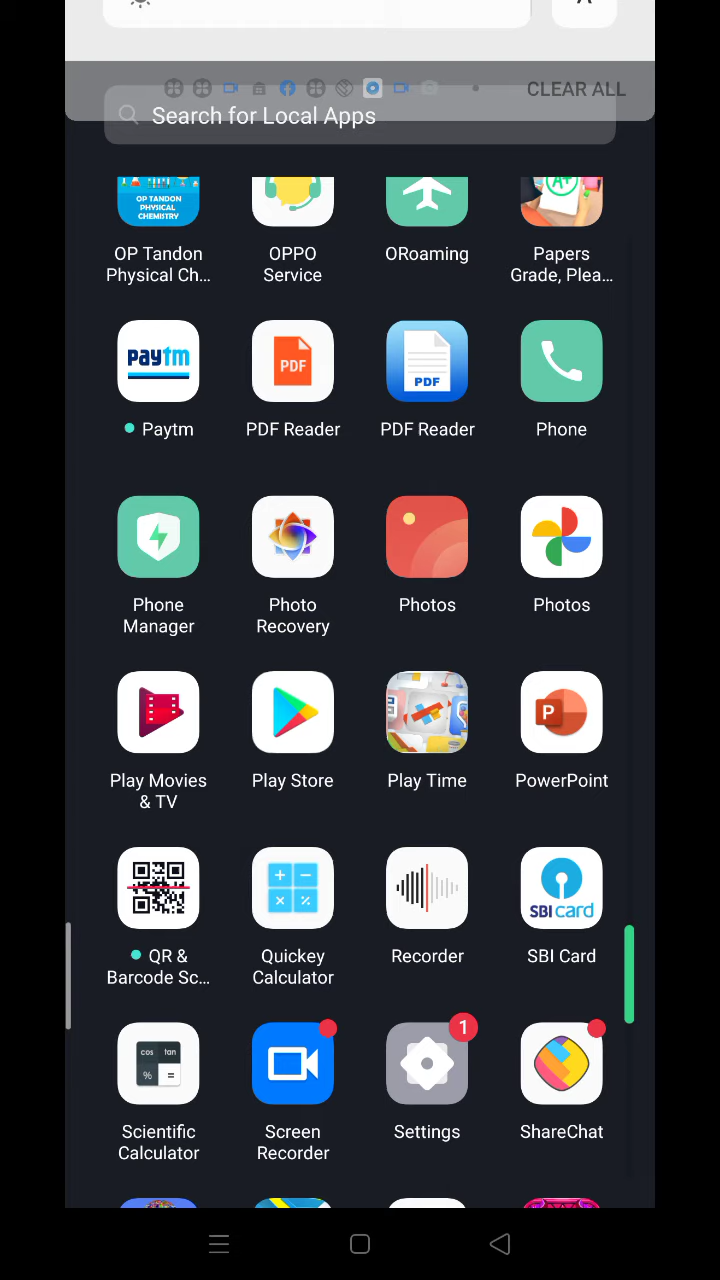 CLEAR ALL
Search for Local Apps
OP TANDON
PHYSICAL
CHEMISTRY
A+
OP Tandon
Physical Ch...
OPPO
Service
ORoaming
Papers
Grade, Plea...
paytm
PDF
PDF
Paytm
PDF Reader
PDF Reader
Phone
Phone
Manager
Photo
Recovery
Photos
Photos
P
Play Movies
& TV
Play Store
Play Time
PowerPoint
SBI card
QR &
Barcode Sc...
Quickey
Calculator
Recorder
SBI Card
1
cos tan
% =
Scientific
Calculator
Screen
Recorder
Settings
ShareChat